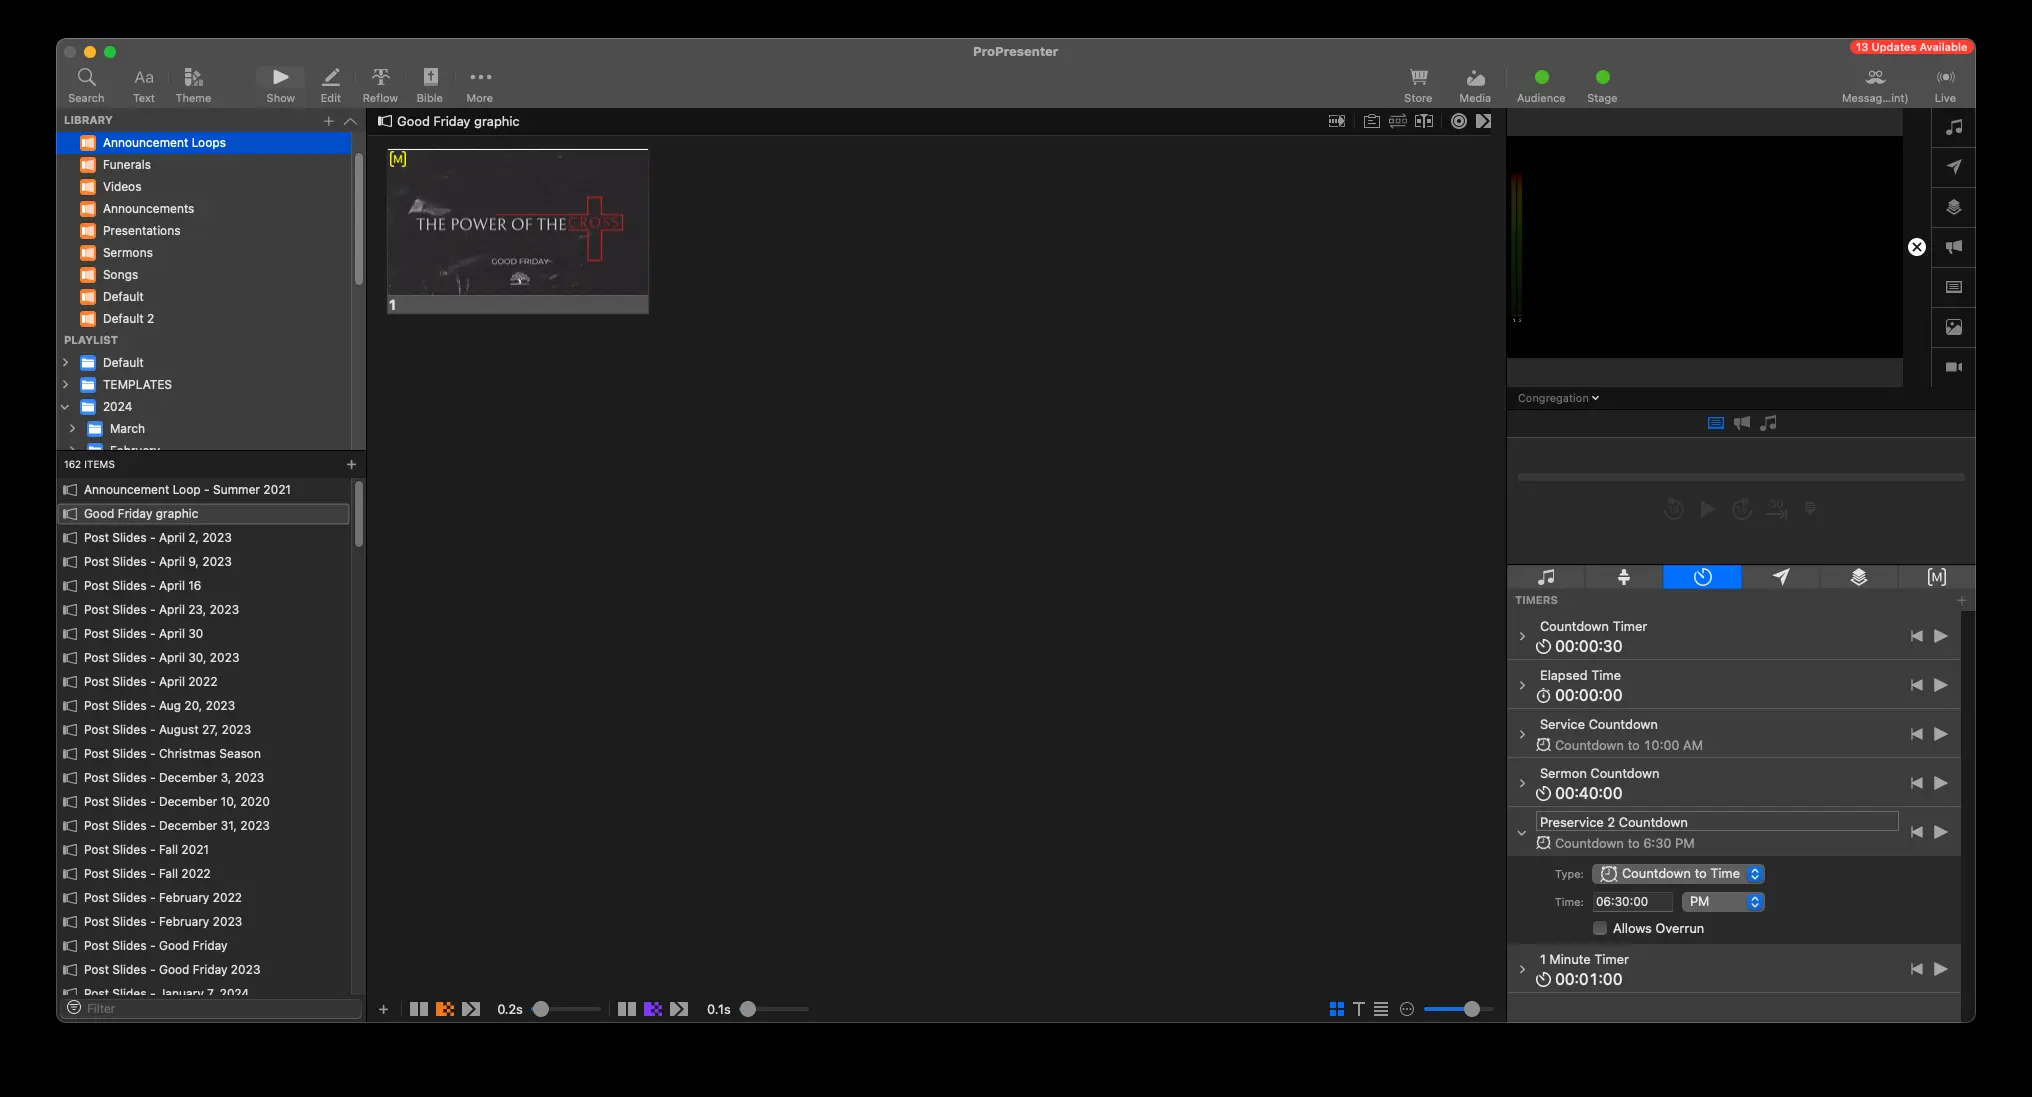 ProPresenter
13 Updates Available
Search
Text
Theme
Show
Edit
Reflow
Bible
More
Store
Media
Audience
Stage
Messag...int)
Live
LIBRARY
Announcement Loops
Funerals
Videos
Announcements
Presentations
Sermons
Songs
Default
Default 2
PLAYLIST
Default
TEMPLATES
2024
March
February
162 ITEMS
Announcement Loop - Summer 2021
Good Friday graphic
Post Slides - April 2, 2023
Post Slides - April 9, 2023
Post Slides - April 16
Post Slides - April 23, 2023
Post Slides - April 30
Post Slides - April 30, 2023
Post Slides - April 2022
Post Slides - Aug 20, 2023
Post Slides - August 27, 2023
Post Slides - Christmas Season
Post Slides - December 3, 2023
Post Slides - December 10, 2020
Post Slides - December 31, 2023
Post Slides - Fall 2021
Post Slides - Fall 2022
Post Slides - February 2022
Post Slides - February 2023
Post Slides - Good Friday
Post Slides - Good Friday 2023
Post Slides - January 7, 2024
Filter
Good Friday graphic
[M]
THE POWER OF THE CROSS
GOOD FRIDAY
1
0.2s
0.1s
Congregation
[M]
TIMERS
Countdown Timer
00:00:30
Elapsed Time
00:00:00
Service Countdown
Countdown to 10:00 AM
Sermon Countdown
00:40:00
Preservice 2 Countdown
Countdown to 6:30 PM
Type: Countdown to Time
Time: 06:30:00 PM
Allows Overrun
1 Minute Timer
00:01:00